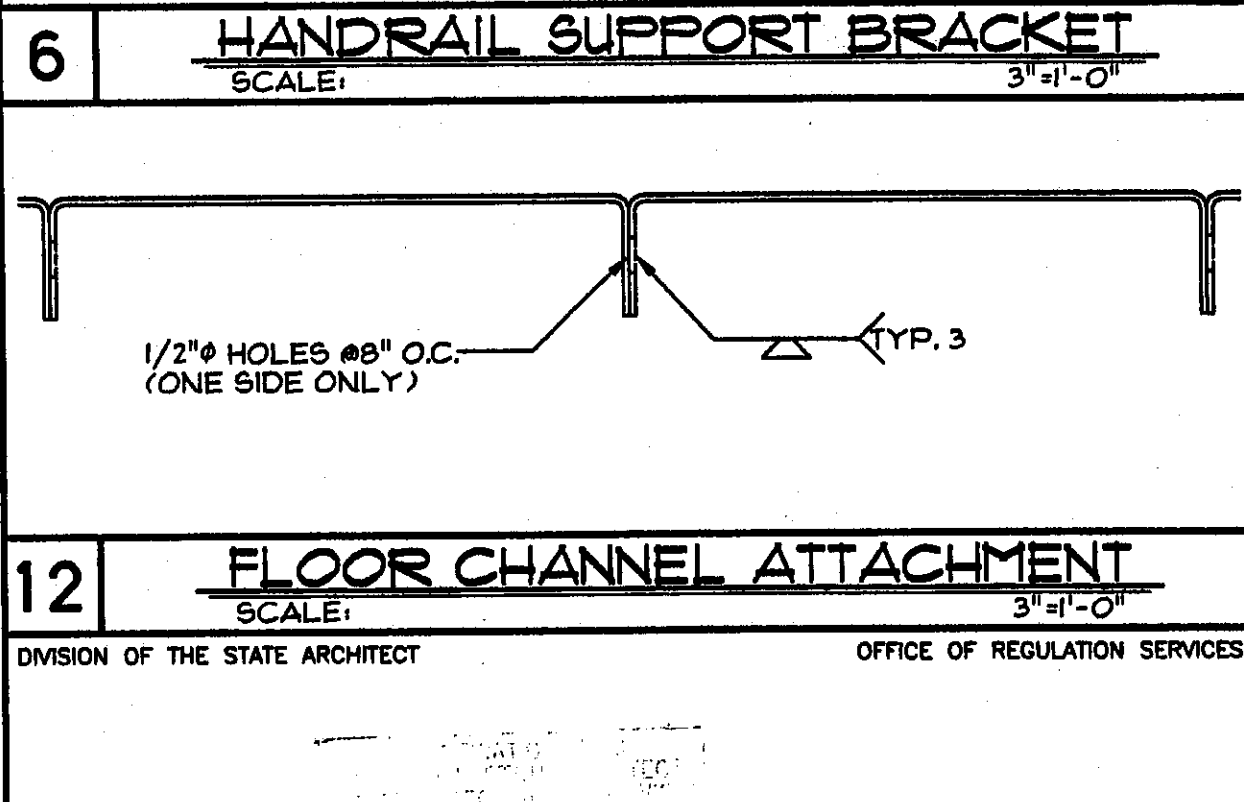 6
HANDRAIL SUPPORT BRACKET
SCALE: 3"=1'-0"
1/2"Φ HOLES @8" O.C.
(ONE SIDE ONLY)
TYP. 3
12
FLOOR CHANNEL ATTACHMENT
SCALE: 3"=1'-0"
DIVISION OF THE STATE ARCHITECT
OFFICE OF REGULATION SERVICES